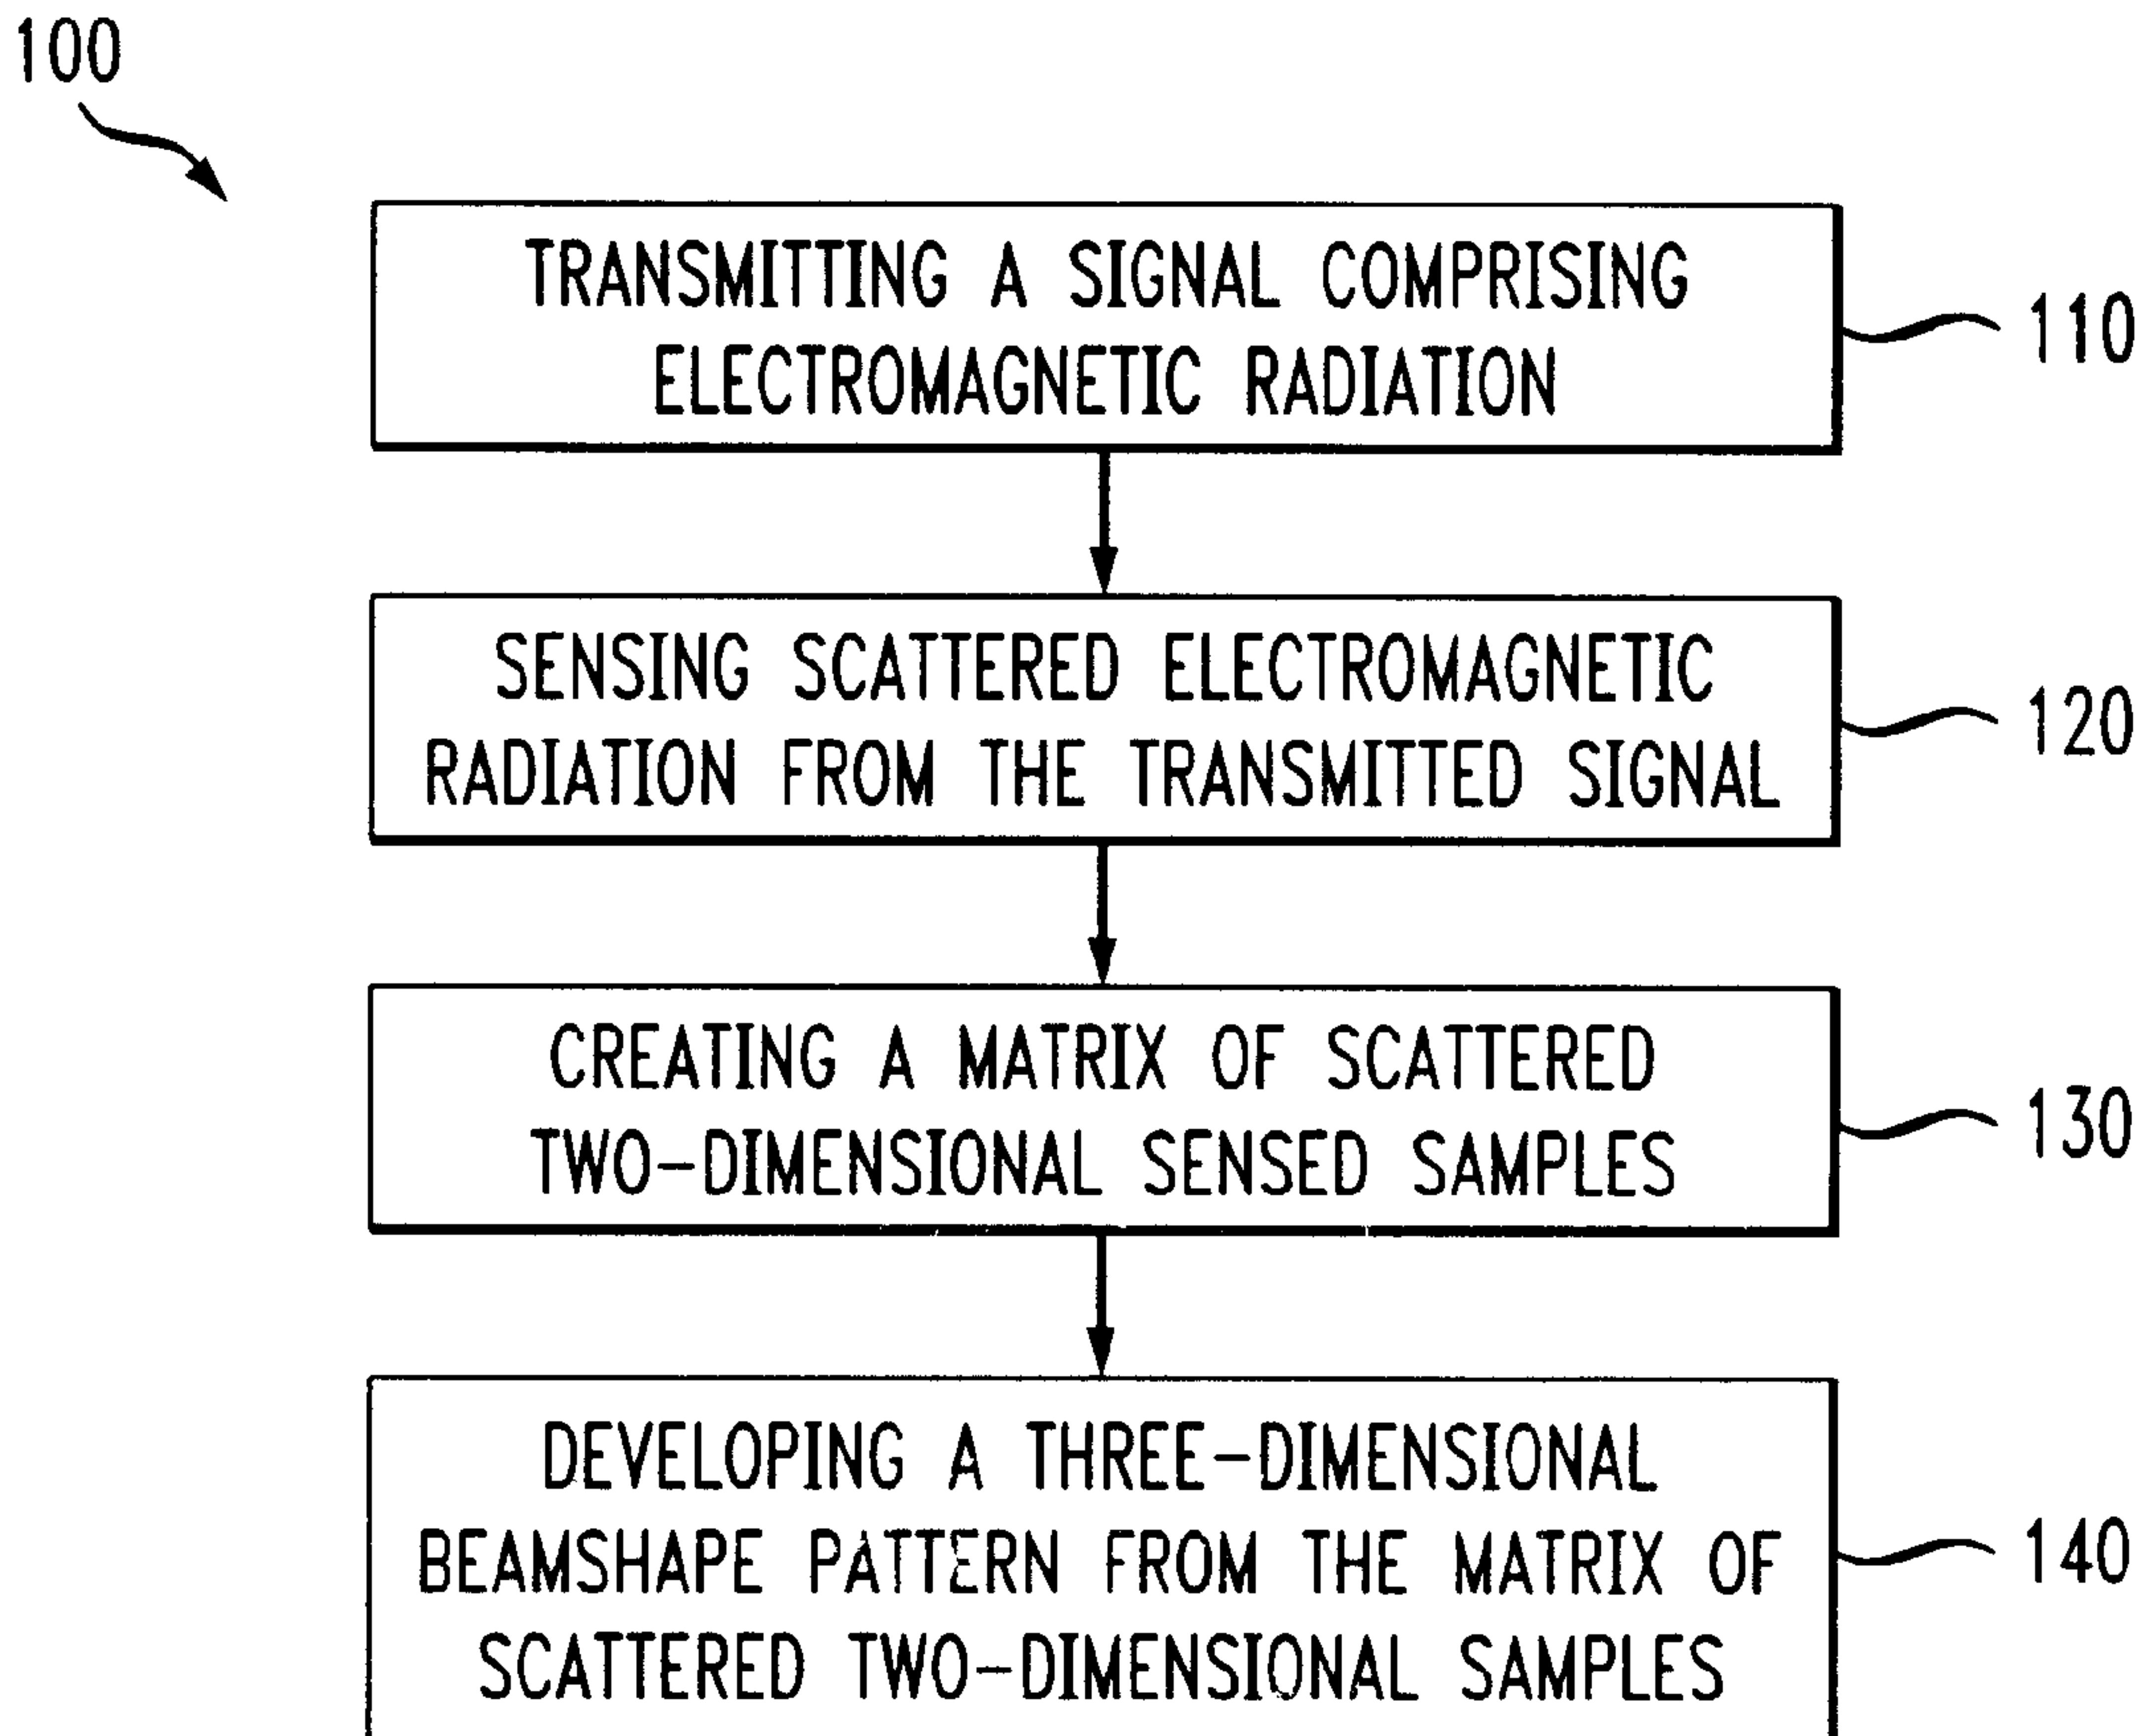 100
TRANSMITTING A SIGNAL COMPRISING
ELECTROMAGNETIC RADIATION
110
SENSING SCATTERED ELECTROMAGNETIC
RADIATION FROM THE TRANSMITTED SIGNAL
120
CREATING A MATRIX OF SCATTERED
TWO-DIMENSIONAL SENSED SAMPLES
130
DEVELOPING A THREE-DIMENSIONAL
BEAMSHAPE PATTERN FROM THE MATRIX OF
SCATTERED TWO-DIMENSIONAL SAMPLES
140